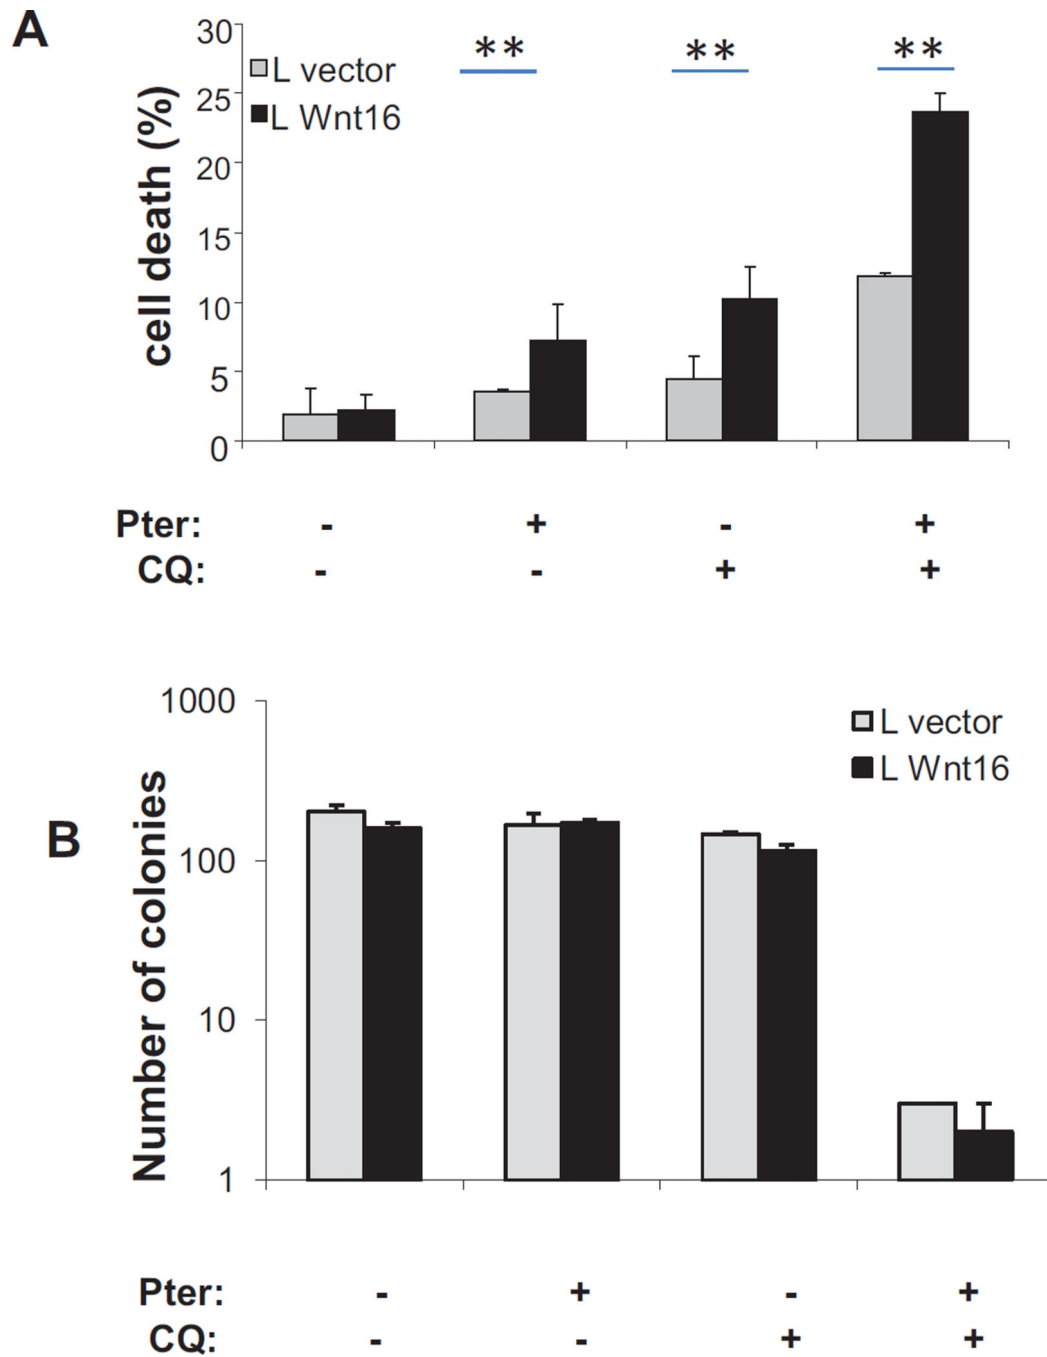 A
cell death (%)
30
25
20
15
10
5
0
L vector
L Wnt16
**
**
**
Pter: - + - +
CQ: - - + +
B
Number of colonies
1000
100
10
1
L vector
L Wnt16
Pter: - + - +
CQ: - - + +